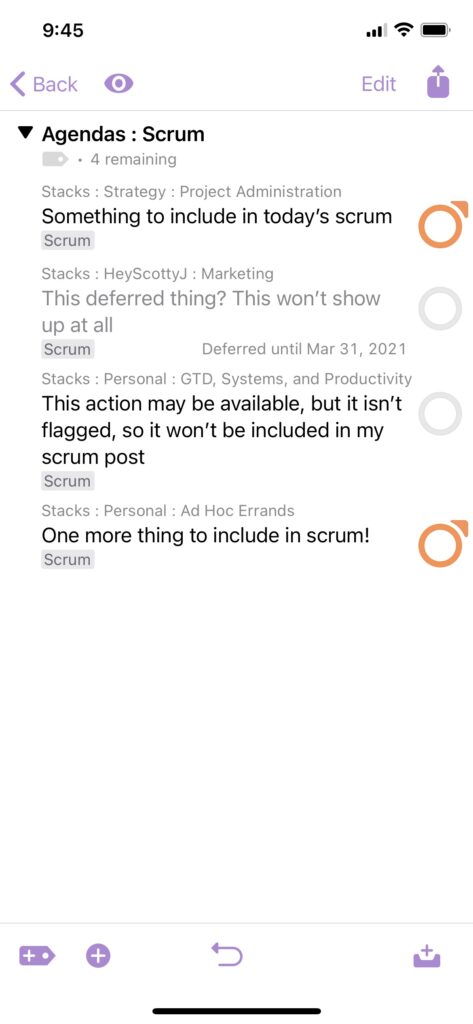 9:45
Back
Edit
Agendas : Scrum
• 4 remaining
Stacks : Strategy : Project Administration
Something to include in today’s scrum
Scrum
Stacks : HeyScottyJ : Marketing
This deferred thing? This won’t show
up at all
Scrum
Deferred until Mar 31, 2021
Stacks : Personal : GTD, Systems, and Productivity
This action may be available, but it isn’t
flagged, so it won’t be included in my
scrum post
Scrum
Stacks : Personal : Ad Hoc Errands
One more thing to include in scrum!
Scrum